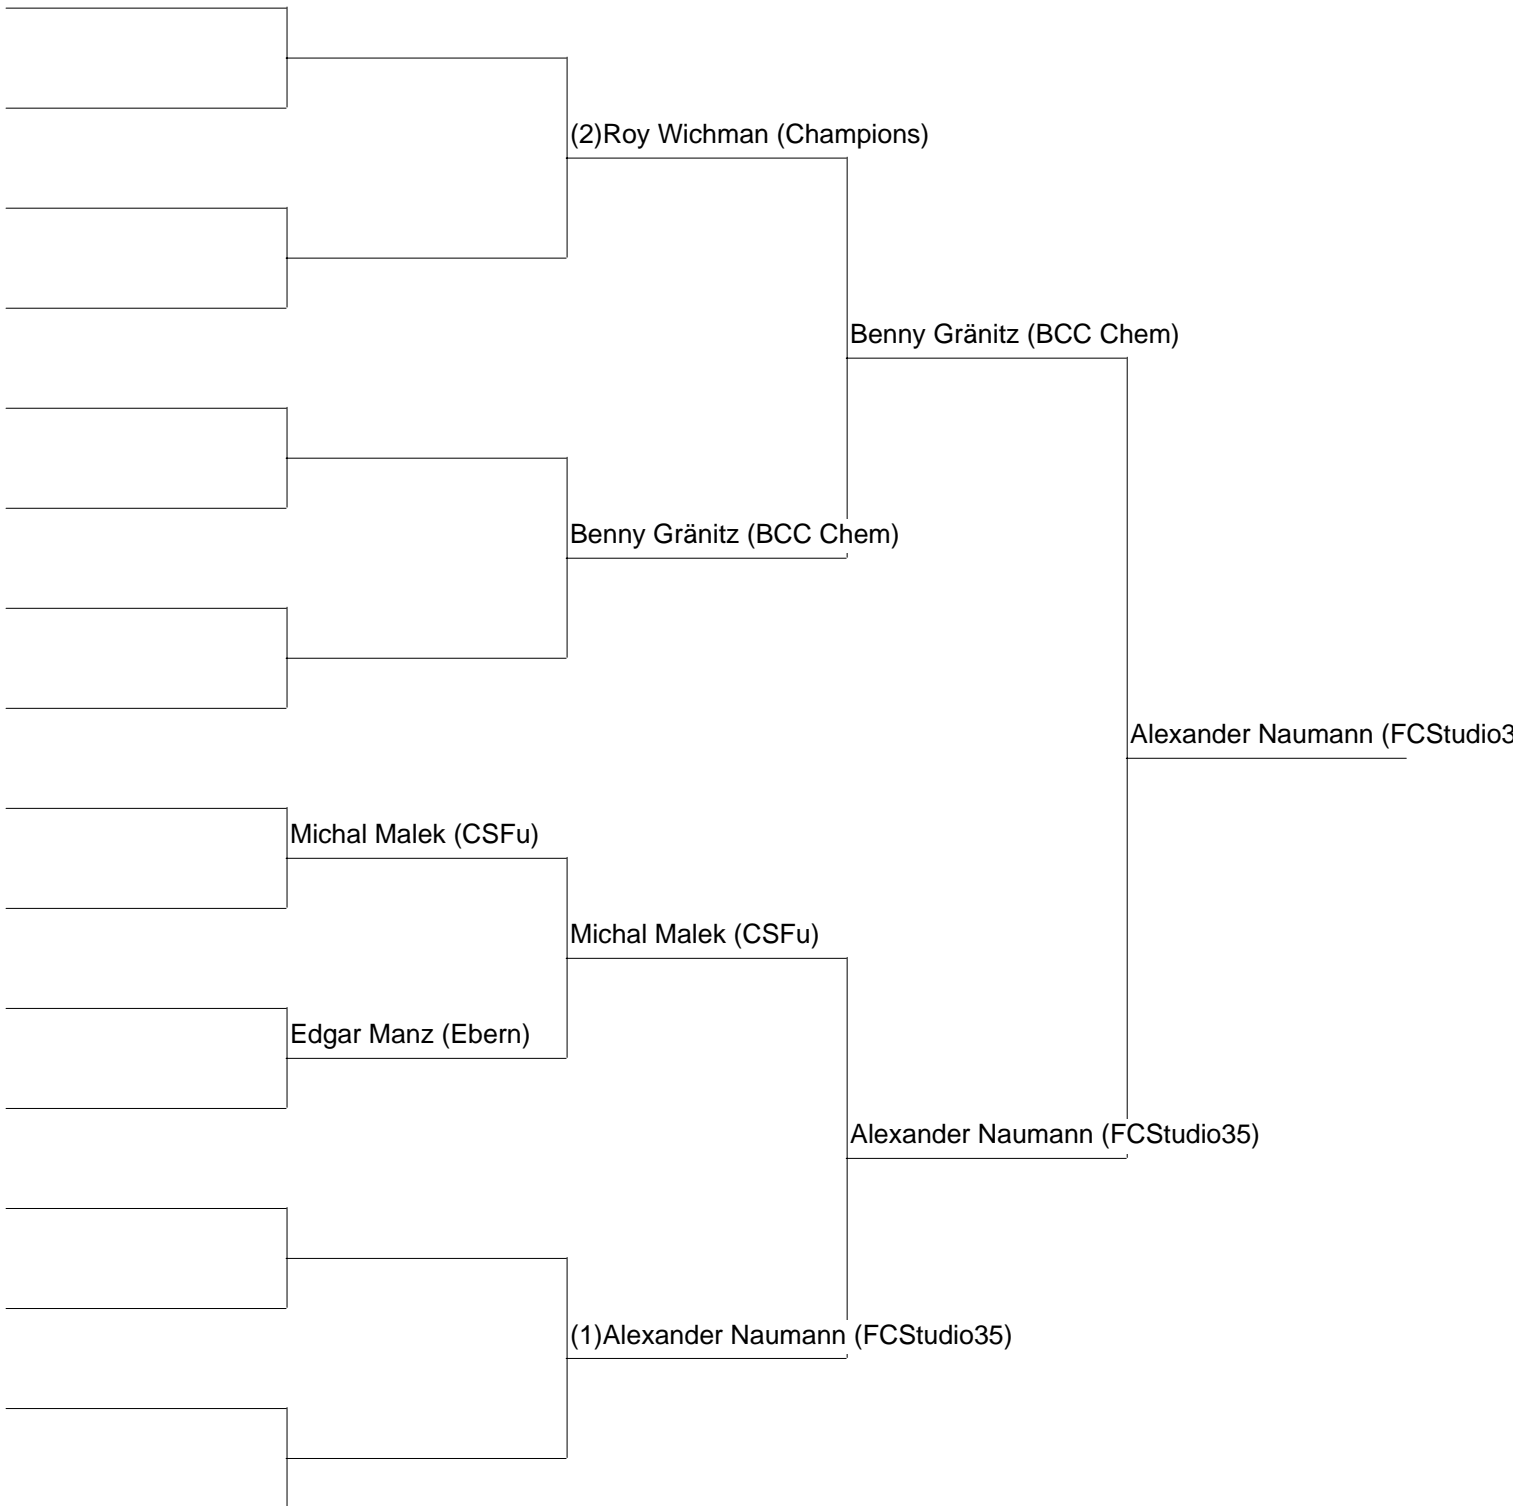 (2)Roy Wichman (Champions)
Benny Gränitz (BCC Chem)
Benny Gränitz (BCC Chem)
Alexander Naumann (FCStudio3
Michal Malek (CSFu)
Michal Malek (CSFu)
Edgar Manz (Ebern)
Alexander Naumann (FCStudio35)
(1)Alexander Naumann (FCStudio35)